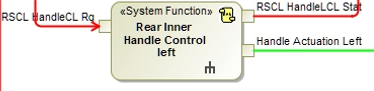 RSCL HandleCL Rq
«System Function»
Rear Inner
Handle Control
left
RSCL HandleLCL Stat
Handle Actuation Left